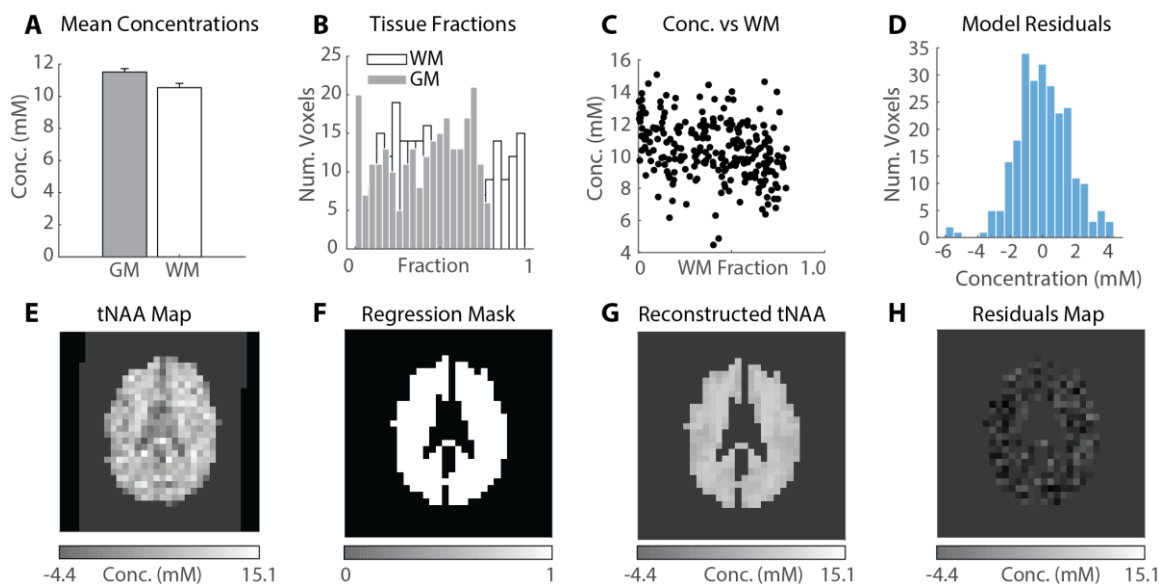 A Mean Concentrations
Conc. (mM)
12
10
8
6
4
2
0
GM WM
B Tissue Fractions
Num. Voxels
25
20
15
10
5
0
WM
GM
0 Fraction 1
C Conc. vs WM
Conc. (mM)
16
14
12
10
8
6
4
0 WM Fraction 1.0
D Model Residuals
Num. Voxels
35
30
25
20
15
10
5
0
-6 -2 0 2 4
Concentration (mM)
E tNAA Map
-4.4 Conc. (mM) 15.1
F Regression Mask
0 1
G Reconstructed tNAA
-4.4 Conc. (mM) 15.1
H Residuals Map
-4.4 Conc. (mM) 15.1